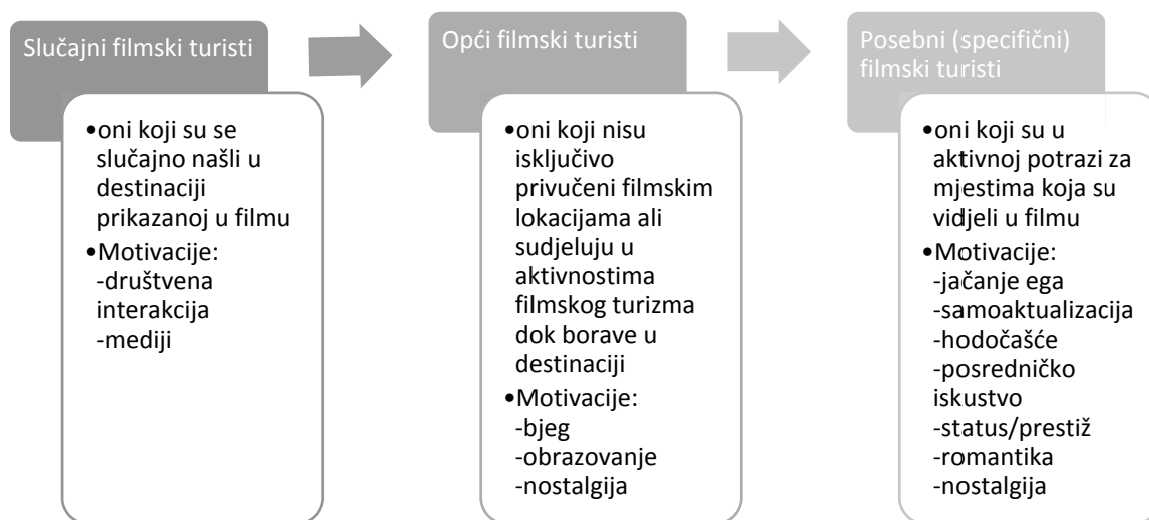 Slučajni filmski turisti
•oni koji su se
slučajno našli u
destinaciji
prikazanoj u filmu
•Motivacije:
-društvena
interakcija
-mediji
Opći filmski turisti
•oni koji nisu
isključivo
privučeni filmskim
lokacijama ali
sudjeluju u
aktivnostima
filmskog turizma
dok borave u
destinaciji
•Motivacije:
-bjeg
-obrazovanje
-nostalgija
Posebni (specifični)
filmski turisti
•oni koji su u
aktivnoj potrazi za
mjestima koja su
vidjeli u filmu
•Motivacije:
-jačanje ega
-samoaktualizacija
-hodočašće
-posredničko
iskustvo
-status/prestiž
-romantika
-nostalgija